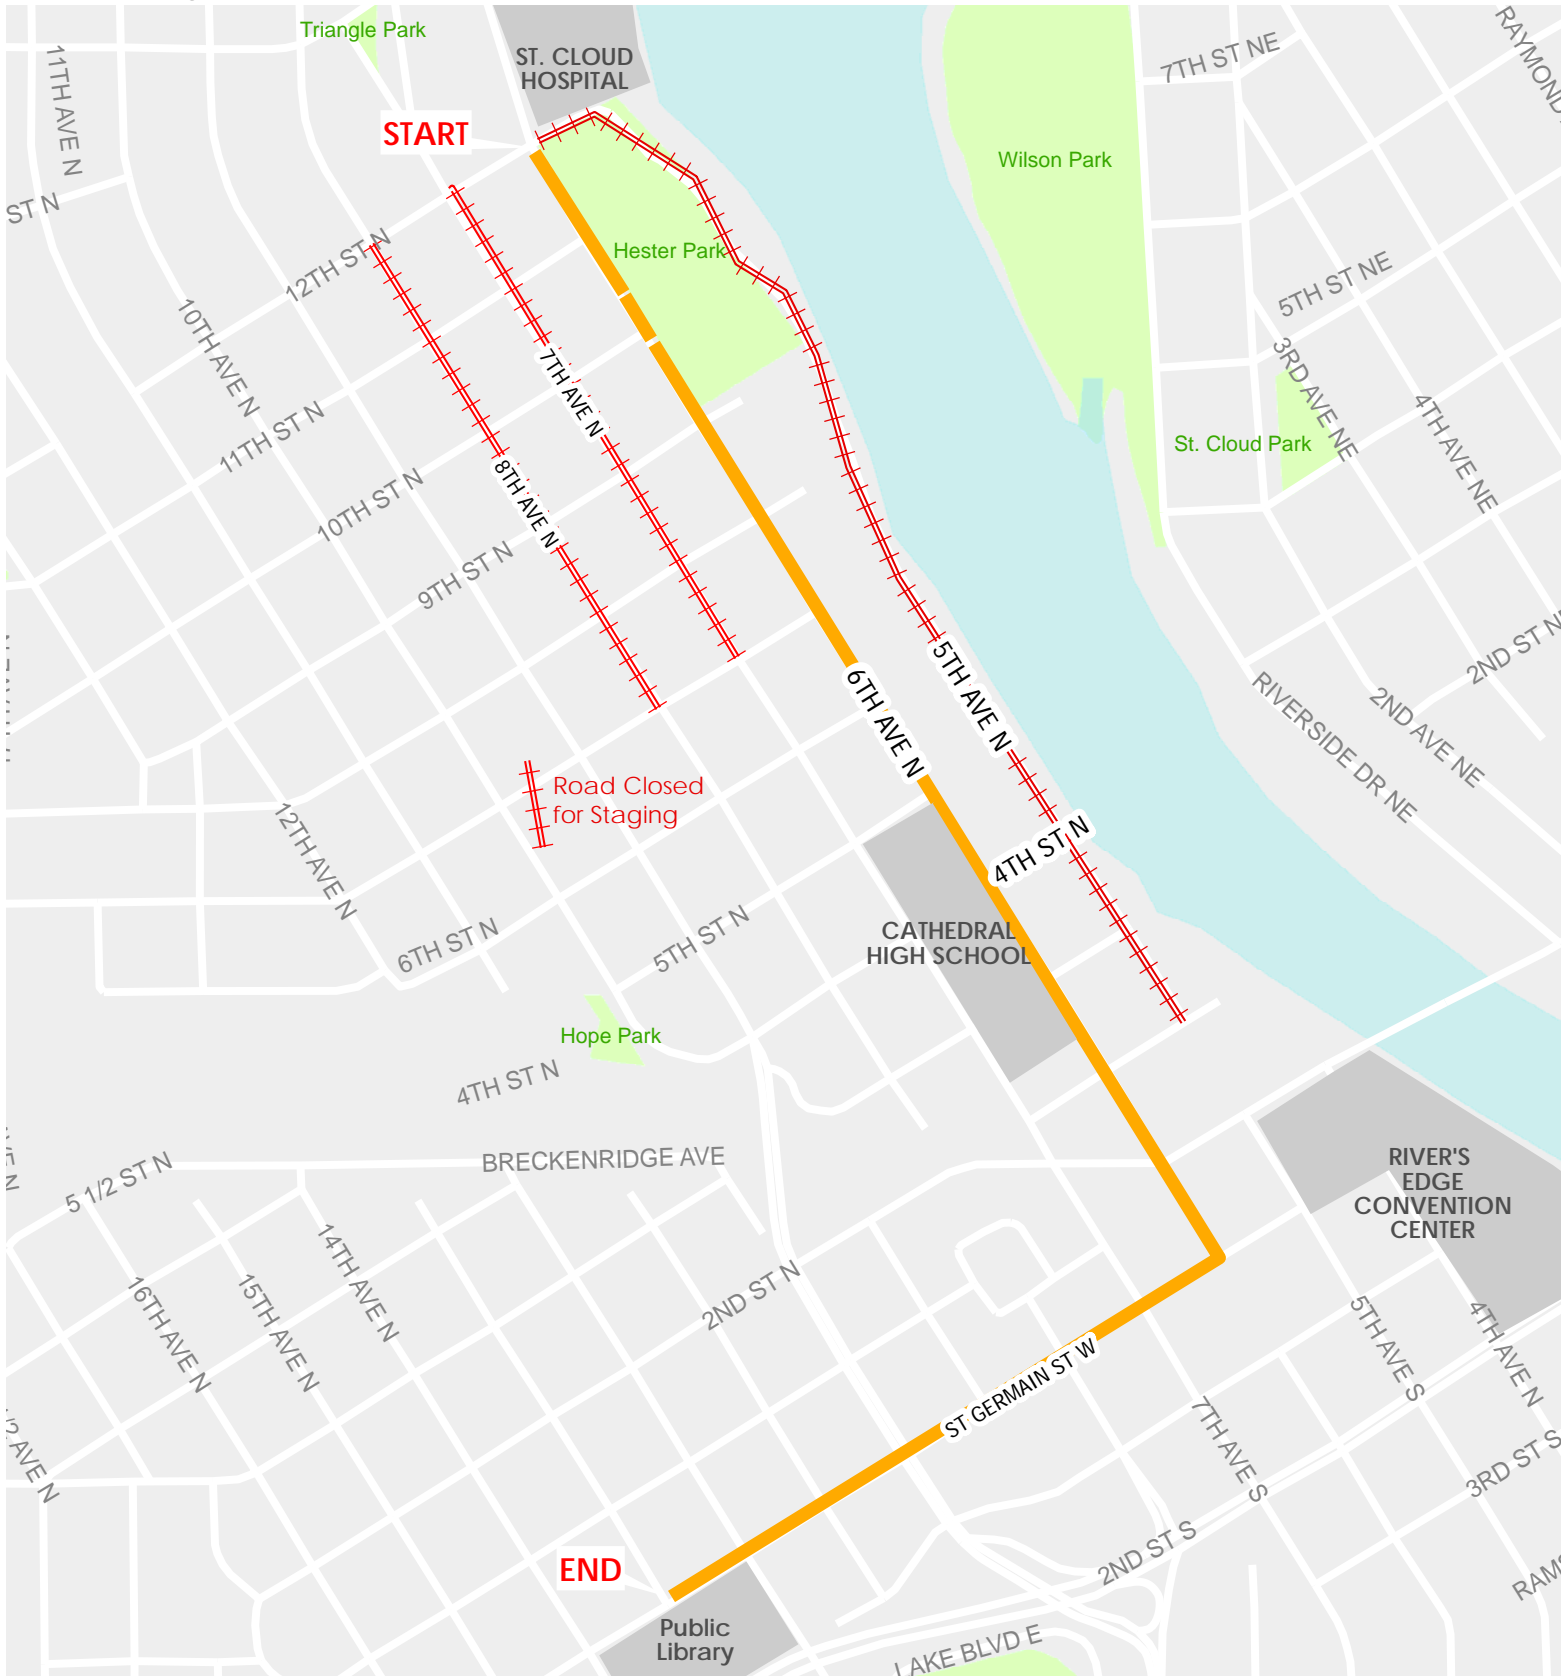 Triangle Park
ST. CLOUD
HOSPITAL
START
11TH AVE N
ST N
7TH ST NE
RAYMOND
Wilson Park
Hester Park
12TH ST N
10TH AVE N
11TH ST N
10TH ST N
9TH ST N
7TH AVE N
8TH AVE N
5TH ST NE
3RD AVE NE
4TH AVE NE
St. Cloud Park
2ND ST NE
2ND AVE NE
RIVERSIDE DR NE
5TH AVE N
6TH AVE N
Road Closed
for Staging
12TH AVE N
4TH ST N
CATHEDRAL
HIGH SCHOOL
6TH ST N
5TH ST N
Hope Park
4TH ST N
5 1/2 ST N
BRECKENRIDGE AVE
RIVER'S
EDGE
CONVENTION
CENTER
16TH AVE N
15TH AVE N
14TH AVE N
2ND ST N
ST GERMAIN ST W
5TH AVE S
4TH AVE N
7TH AVE S
3RD ST S
2ND ST S
/2 AVE N
END
Public
Library
LAKE BLVD E
RAMS